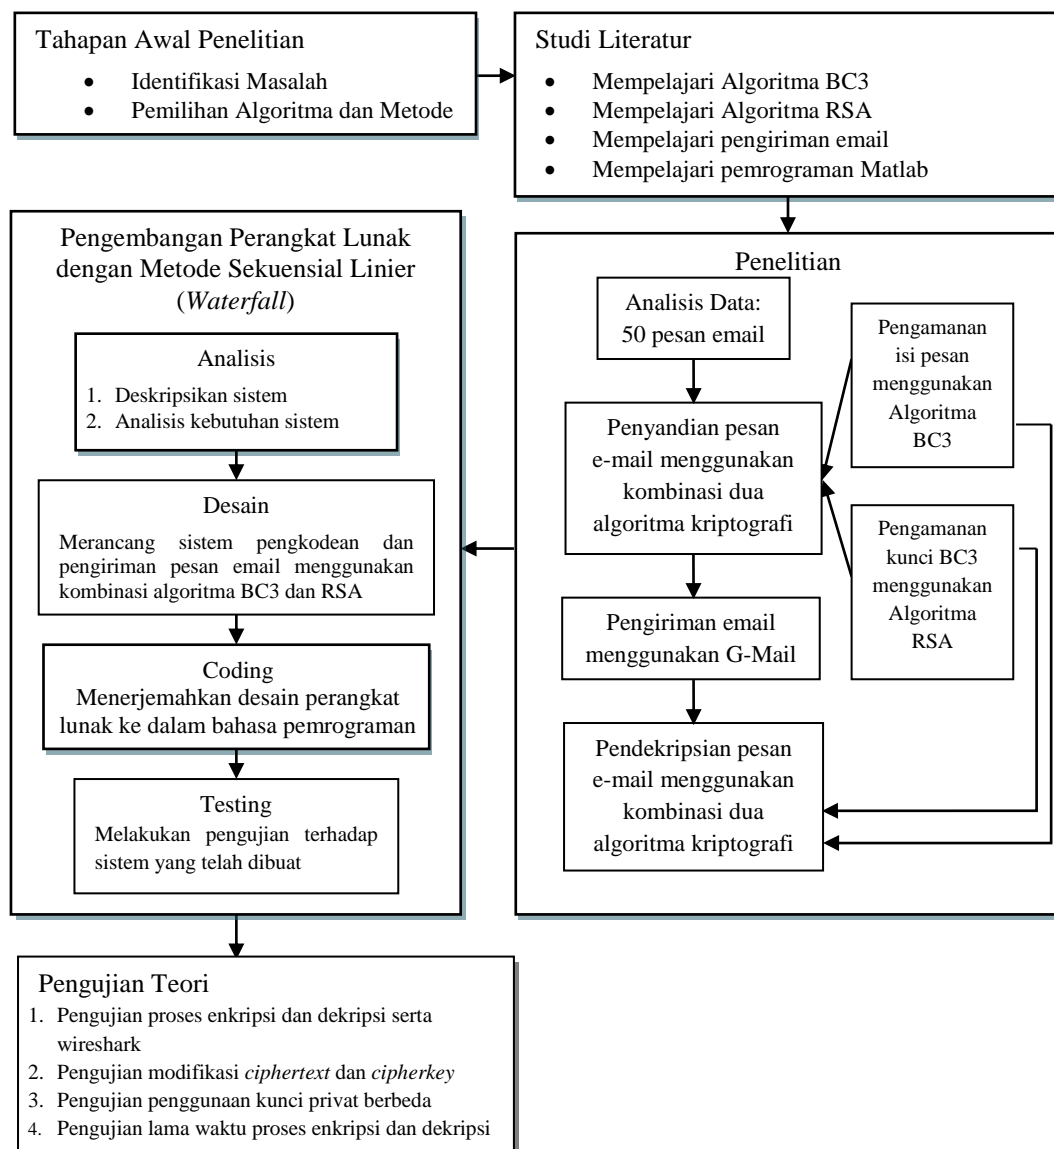 Tahapan Awal Penelitian
• Identifikasi Masalah
• Pemilihan Algoritma dan Metode
Studi Literatur
• Mempelajari Algoritma BC3
• Mempelajari Algoritma RSA
• Mempelajari pengiriman email
• Mempelajari pemrograman Matlab
Penelitian
Analisis Data:
50 pesan email
Penyandian pesan
e-mail menggunakan
kombinasi dua
algoritma kriptografi
Pengamanan
isi pesan
menggunakan
Algoritma
BC3
Pengamanan
kunci BC3
menggunakan
Algoritma
RSA
Pengiriman email
menggunakan G-Mail
Pendekripsian pesan
e-mail menggunakan
kombinasi dua
algoritma kriptografi
Pengembangan Perangkat Lunak
dengan Metode Sekuensial Linier
(Waterfall)
Analisis
1. Deskripsikan sistem
2. Analisis kebutuhan sistem
Desain
Merancang sistem pengkodean dan
pengiriman pesan email menggunakan
kombinasi algoritma BC3 dan RSA
Coding
Menerjemahkan desain perangkat
lunak ke dalam bahasa pemrograman
Testing
Melakukan pengujian terhadap
sistem yang telah dibuat
Pengujian Teori
1. Pengujian proses enkripsi dan dekripsi serta
wireshark
2. Pengujian modifikasi ciphertext dan cipherkey
3. Pengujian penggunaan kunci privat berbeda
4. Pengujian lama waktu proses enkripsi dan dekripsi